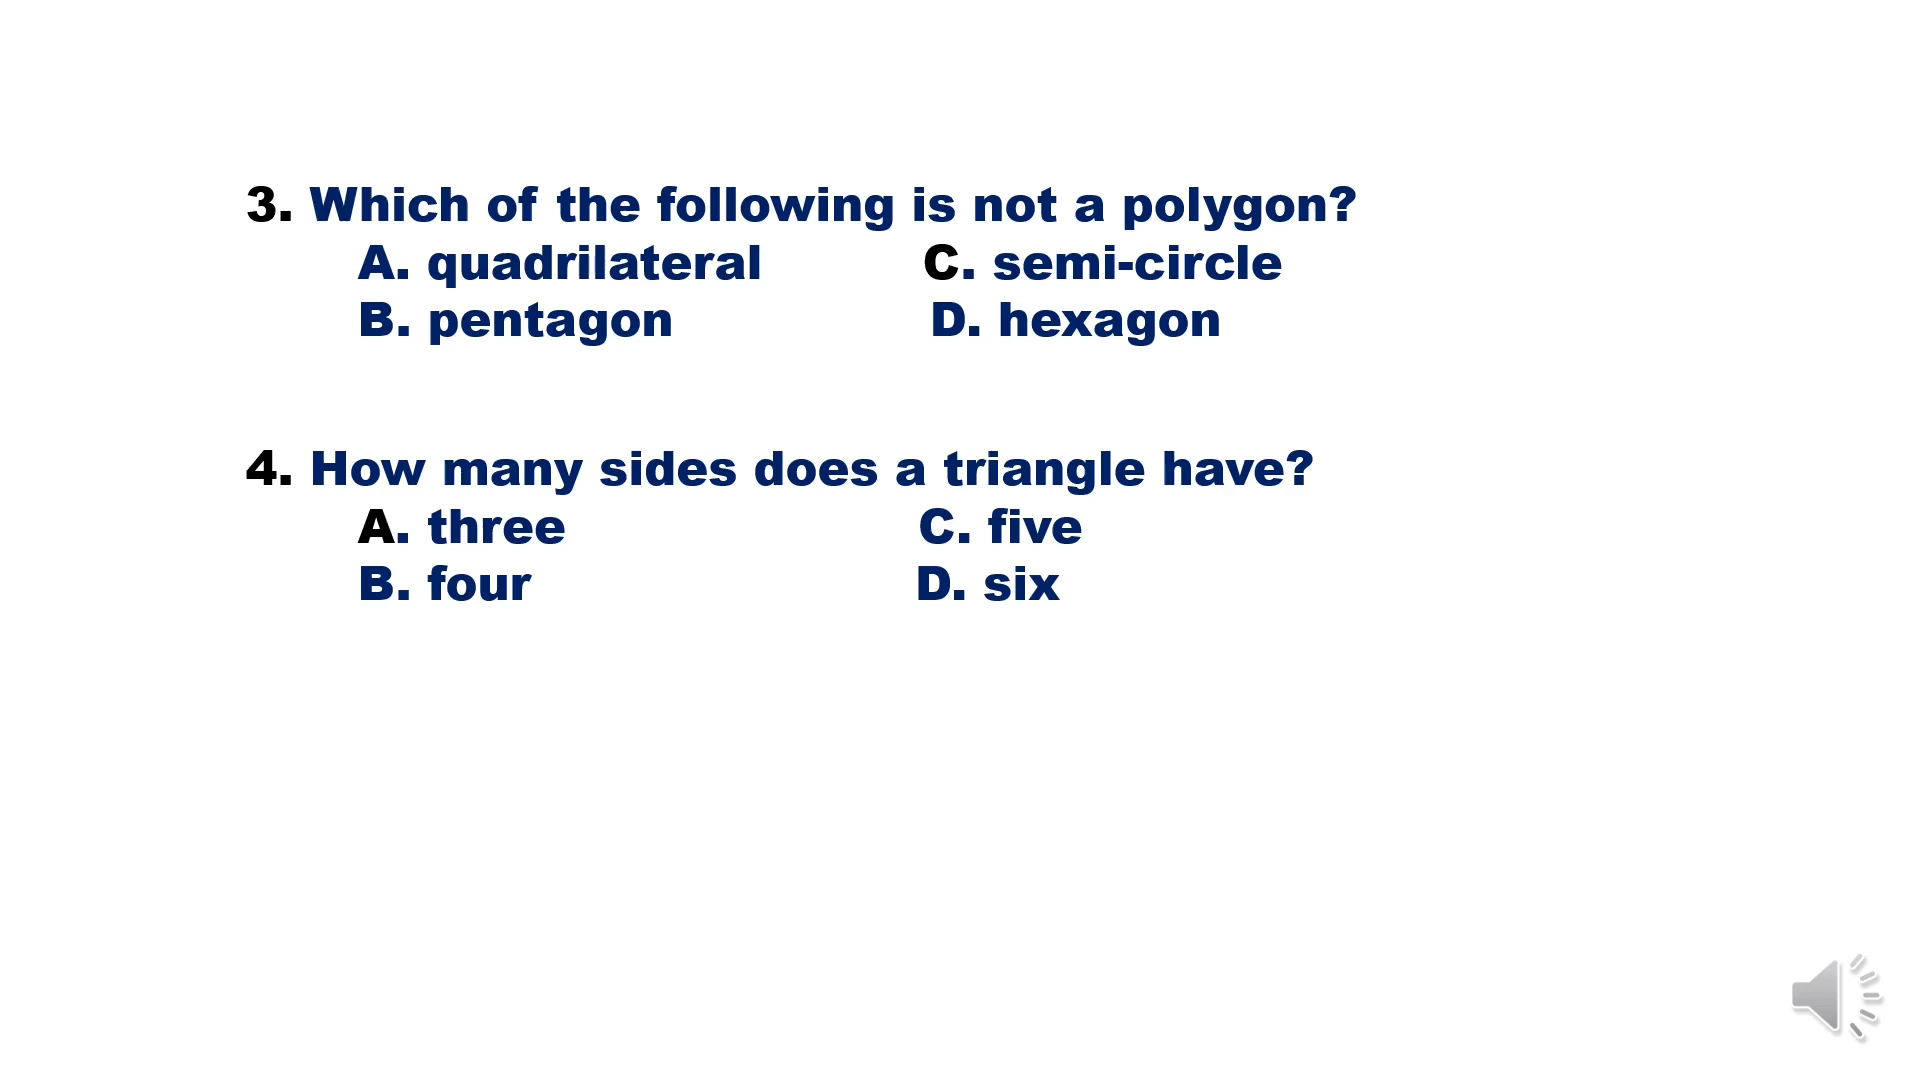 3. Which of the following is not a polygon?
A. quadrilateral C. semi-circle
B. pentagon D. hexagon
4. How many sides does a triangle have?
A. three C. five
B. four D. six